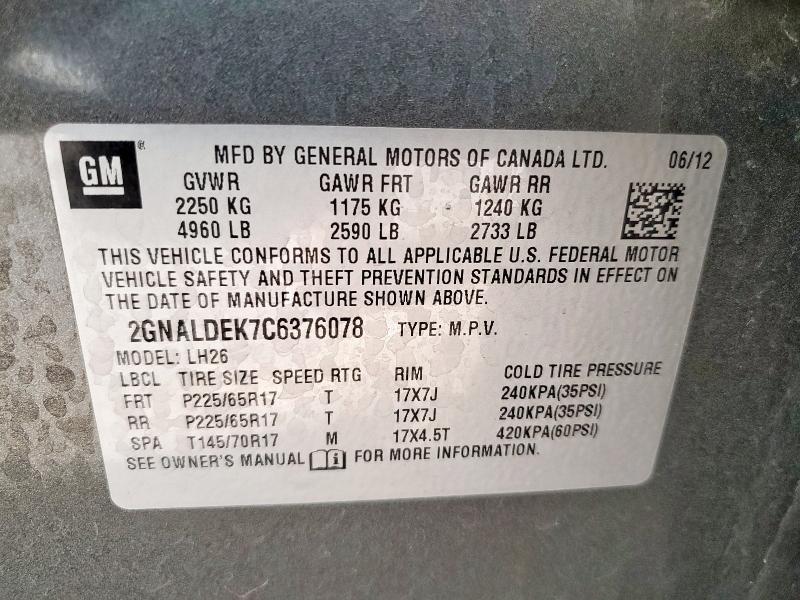 GM ® MFD BY GENERAL MOTORS OF CANADA LTD. 06/12
GVWR GAWR FRT GAWR RR
2250 KG 1175 KG 1240 KG
4960 LB 2590 LB 2733 LB
THIS VEHICLE CONFORMS TO ALL APPLICABLE U.S. FEDERAL MOTOR
VEHICLE SAFETY AND THEFT PREVENTION STANDARDS IN EFFECT ON
THE DATE OF MANUFACTURE SHOWN ABOVE.
2GNALDEK7C6376078 TYPE: M.P.V.
MODEL: LH26
LBCL TIRE SIZE SPEED RTG RIM COLD TIRE PRESSURE
FRT P225/65R17 T 17X7J 240KPA(35PSI)
RR P225/65R17 T 17X7J 240KPA(35PSI)
SPA T145/70R17 M 17X4.5T 420KPA(60PSI)
SEE OWNER'S MANUAL i FOR MORE INFORMATION.